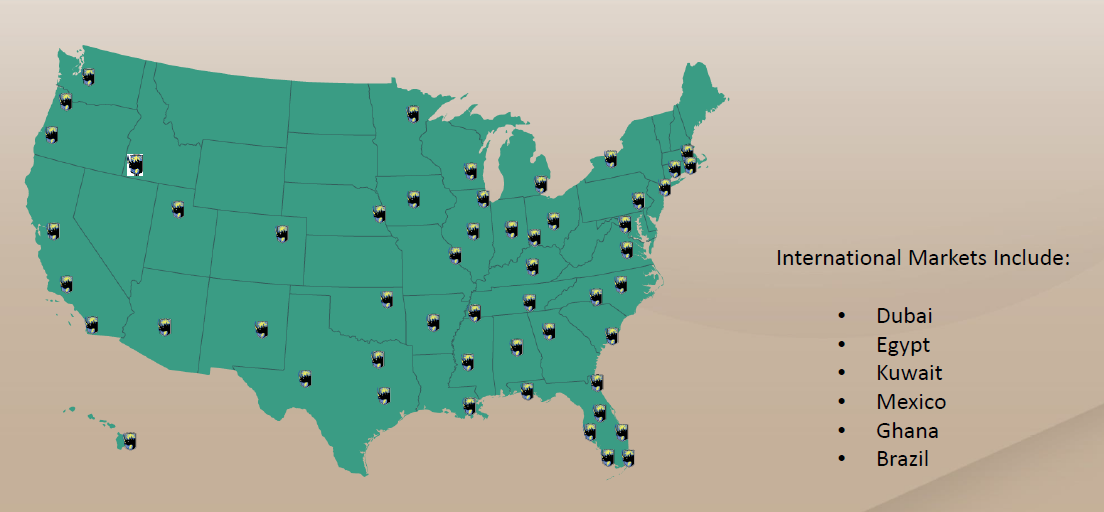 International Markets Include:
• Dubai
• Egypt
• Kuwait
• Mexico
• Ghana
• Brazil